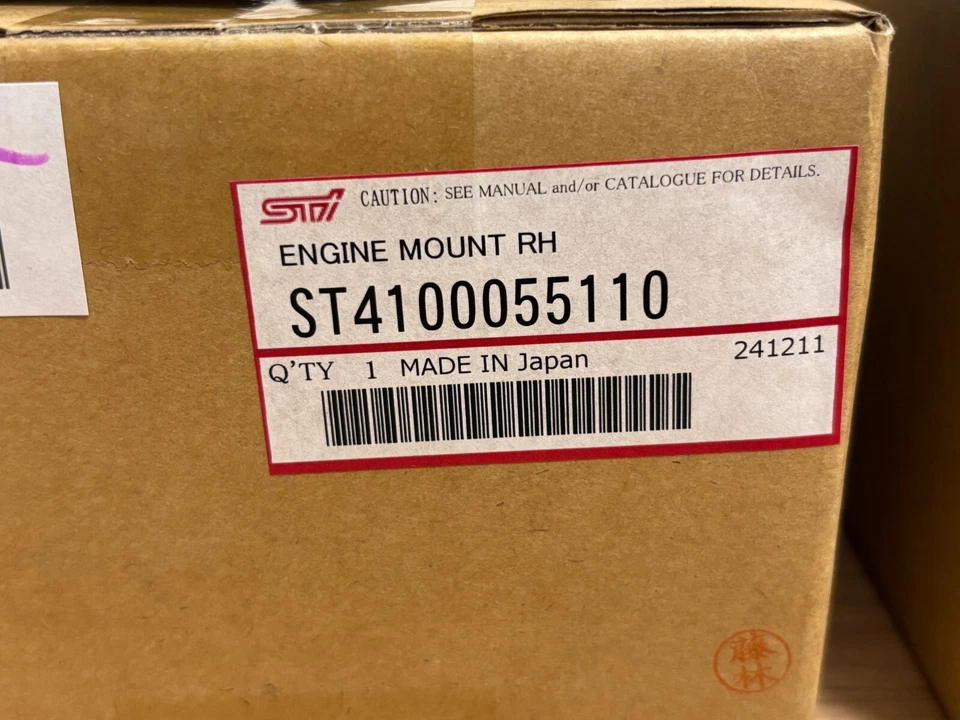 STI CAUTION: SEE MANUAL and/or CATALOGUE FOR DETAILS.
ENGINE MOUNT RH
ST4100055110
Q'TY 1 MADE IN Japan 241211
藤
林